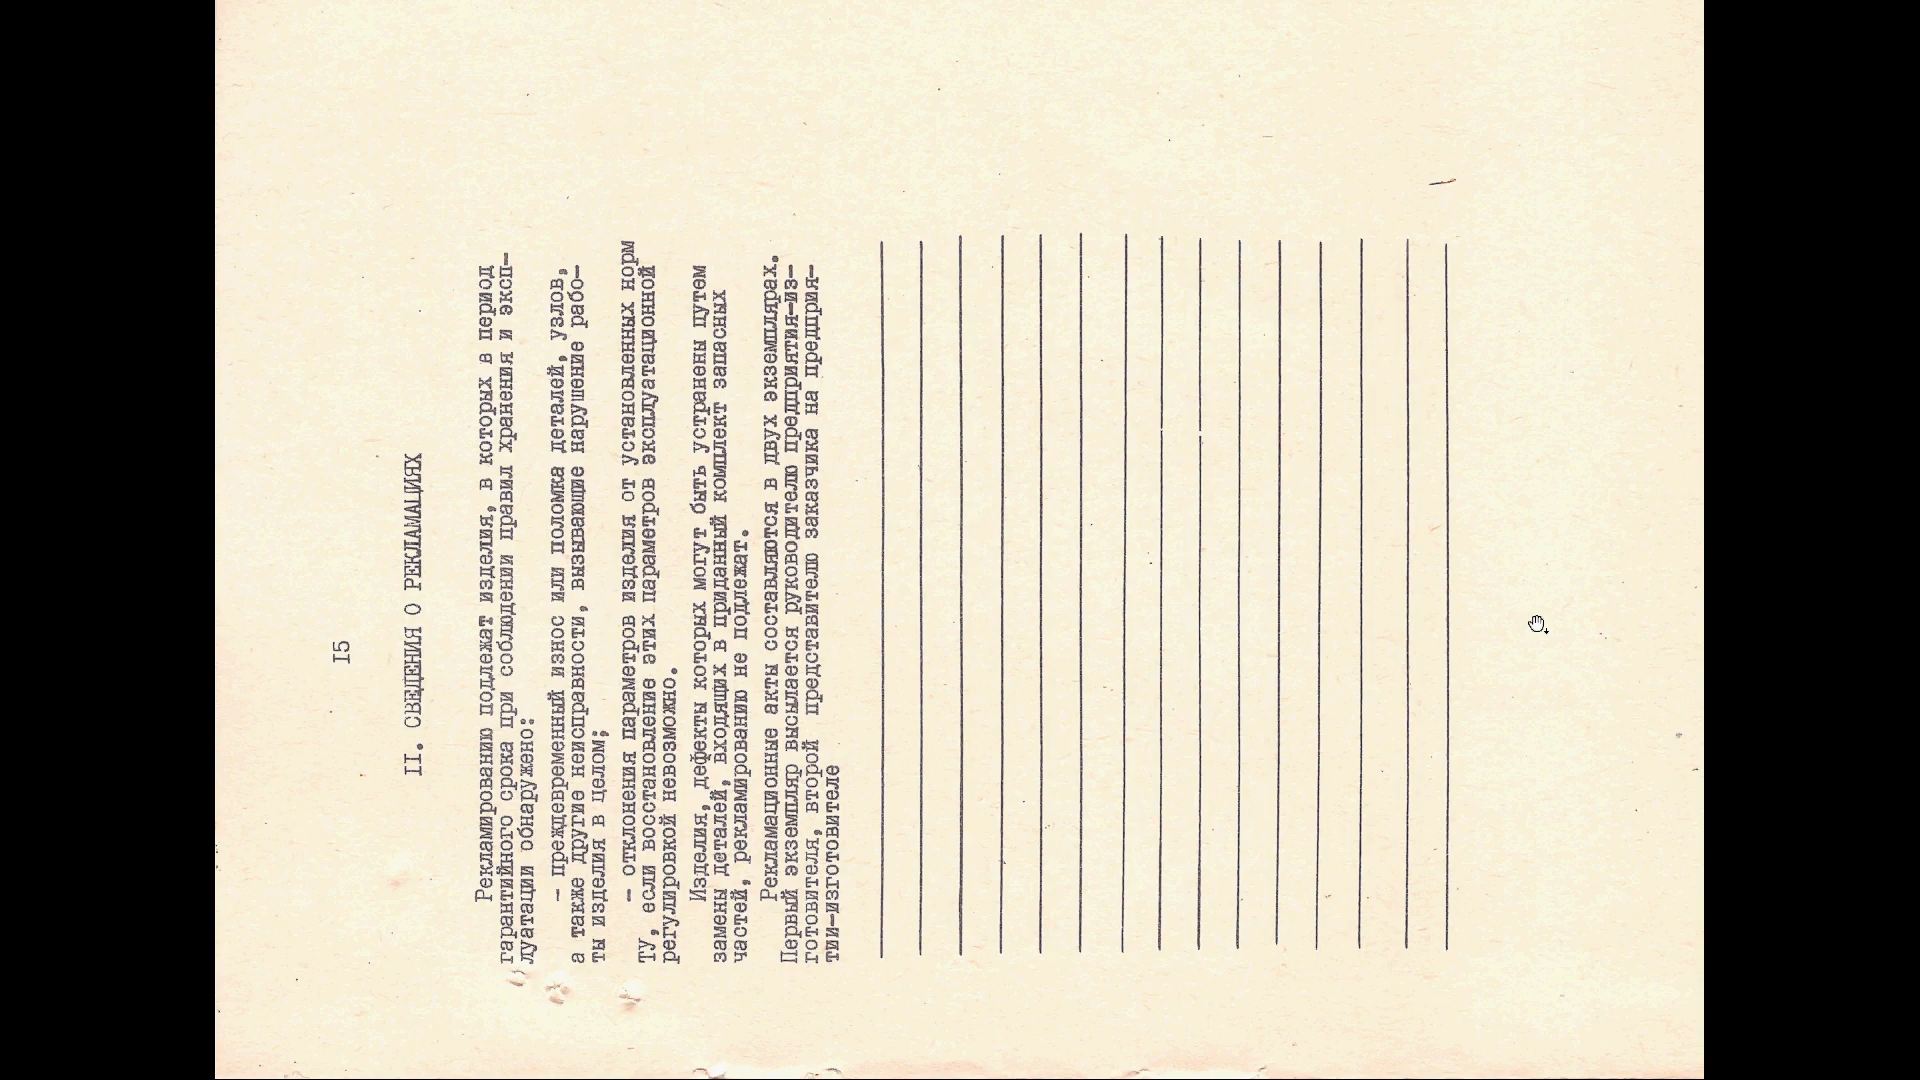 I5
II. СВЕДЕНИЯ О РЕКЛАМАЦИЯХ
Рекламированию подлежат изделия, в которых в период
гарантийного срока при соблюдении правил хранения и эксп-
луатации обнаружено:
- преждевременный износ или поломка деталей, узлов,
а также другие неисправности, вызывающие нарушение рабо-
ты изделия в целом;
- отклонения параметров изделия от установленных норм
ТУ, если восстановление этих параметров эксплуатационной
регулировкой невозможно.
Изделия, дефекты которых могут быть устранены путем
замены деталей, входящих в приданный комплект запасных
частей, рекламированию не подлежат.
Рекламационные акты составляются в двух экземплярах.
Первый экземпляр высылается руководителю предприятия-из-
готовителя, второй представителю заказчика на предприя-
тии-изготовителе